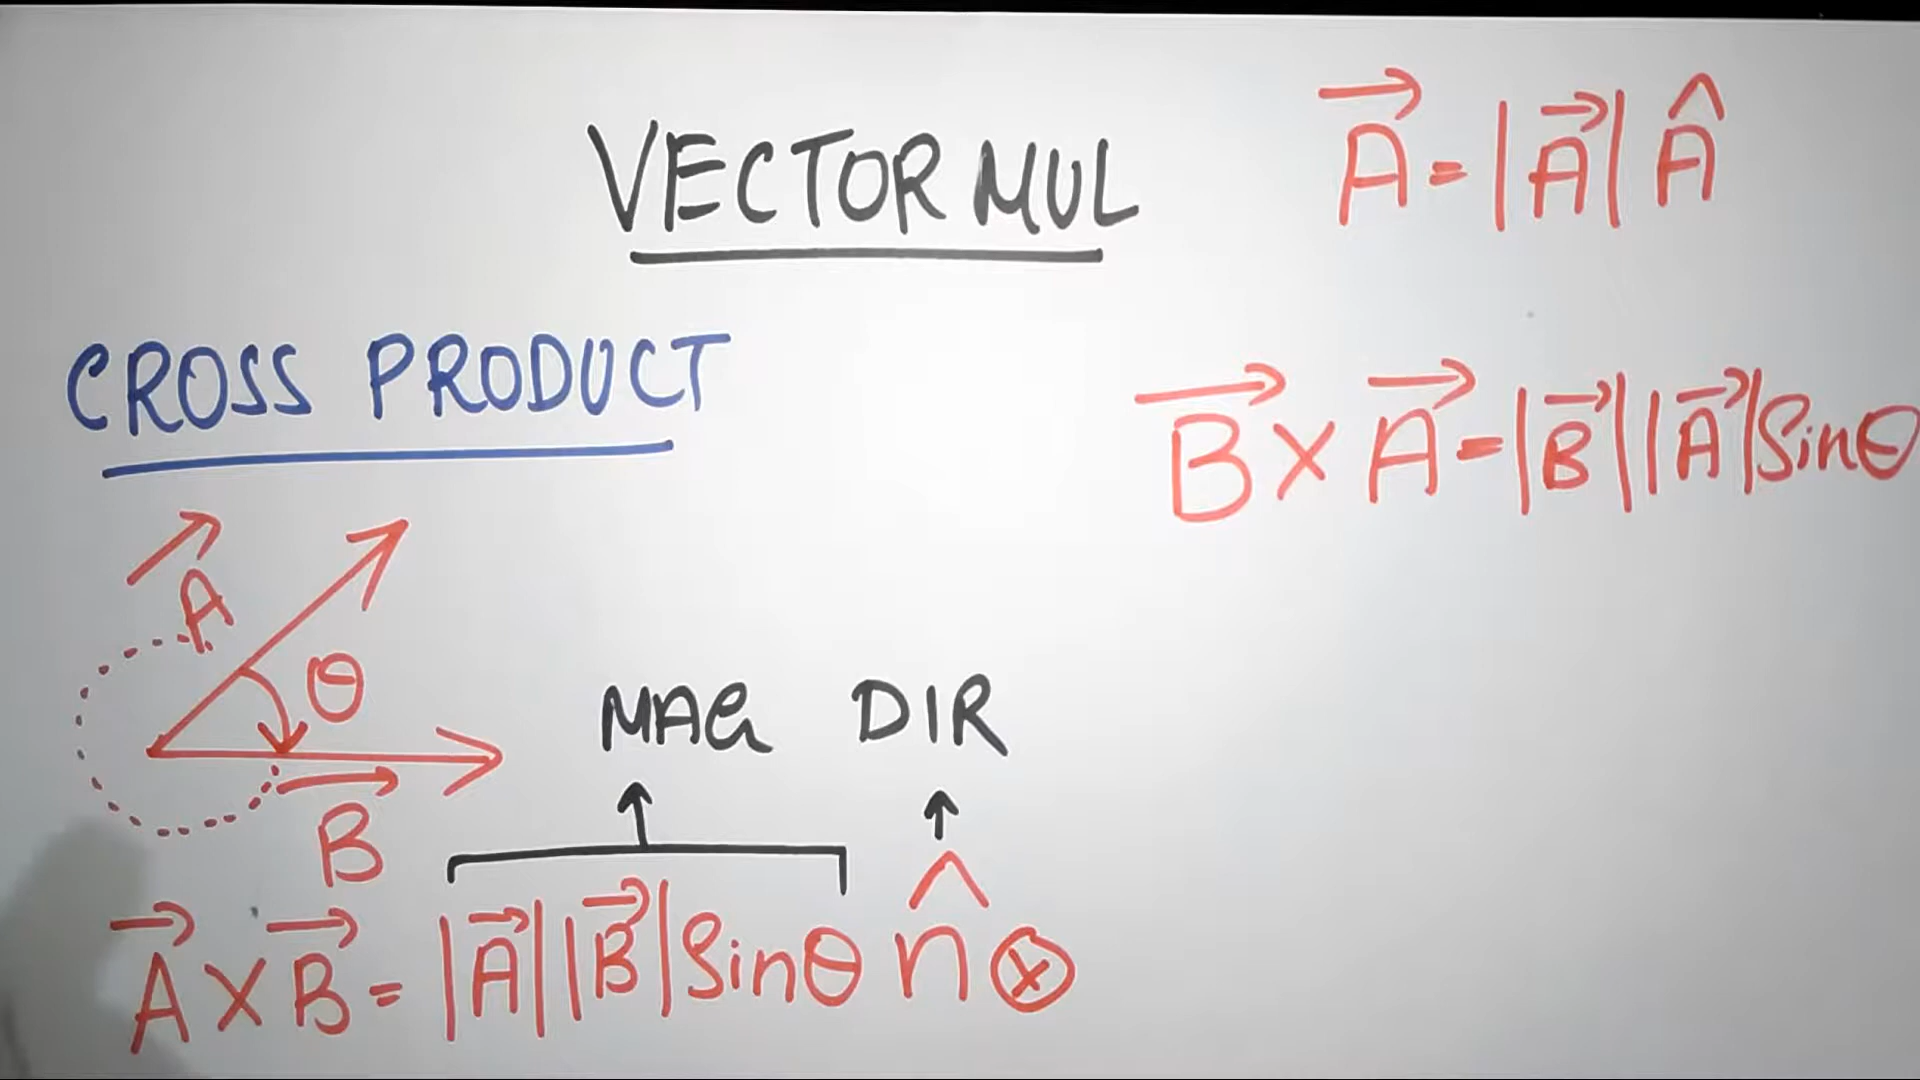 VECTOR MUL
A⃗ = |A⃗| Â
CROSS PRODUCT
B⃗ × A⃗ = |B⃗| |A⃗| Sinθ
A⃗
θ
B⃗
MAG DIR
A⃗ × B⃗ = |A⃗| |B⃗| Sinθ n̂ ⊗